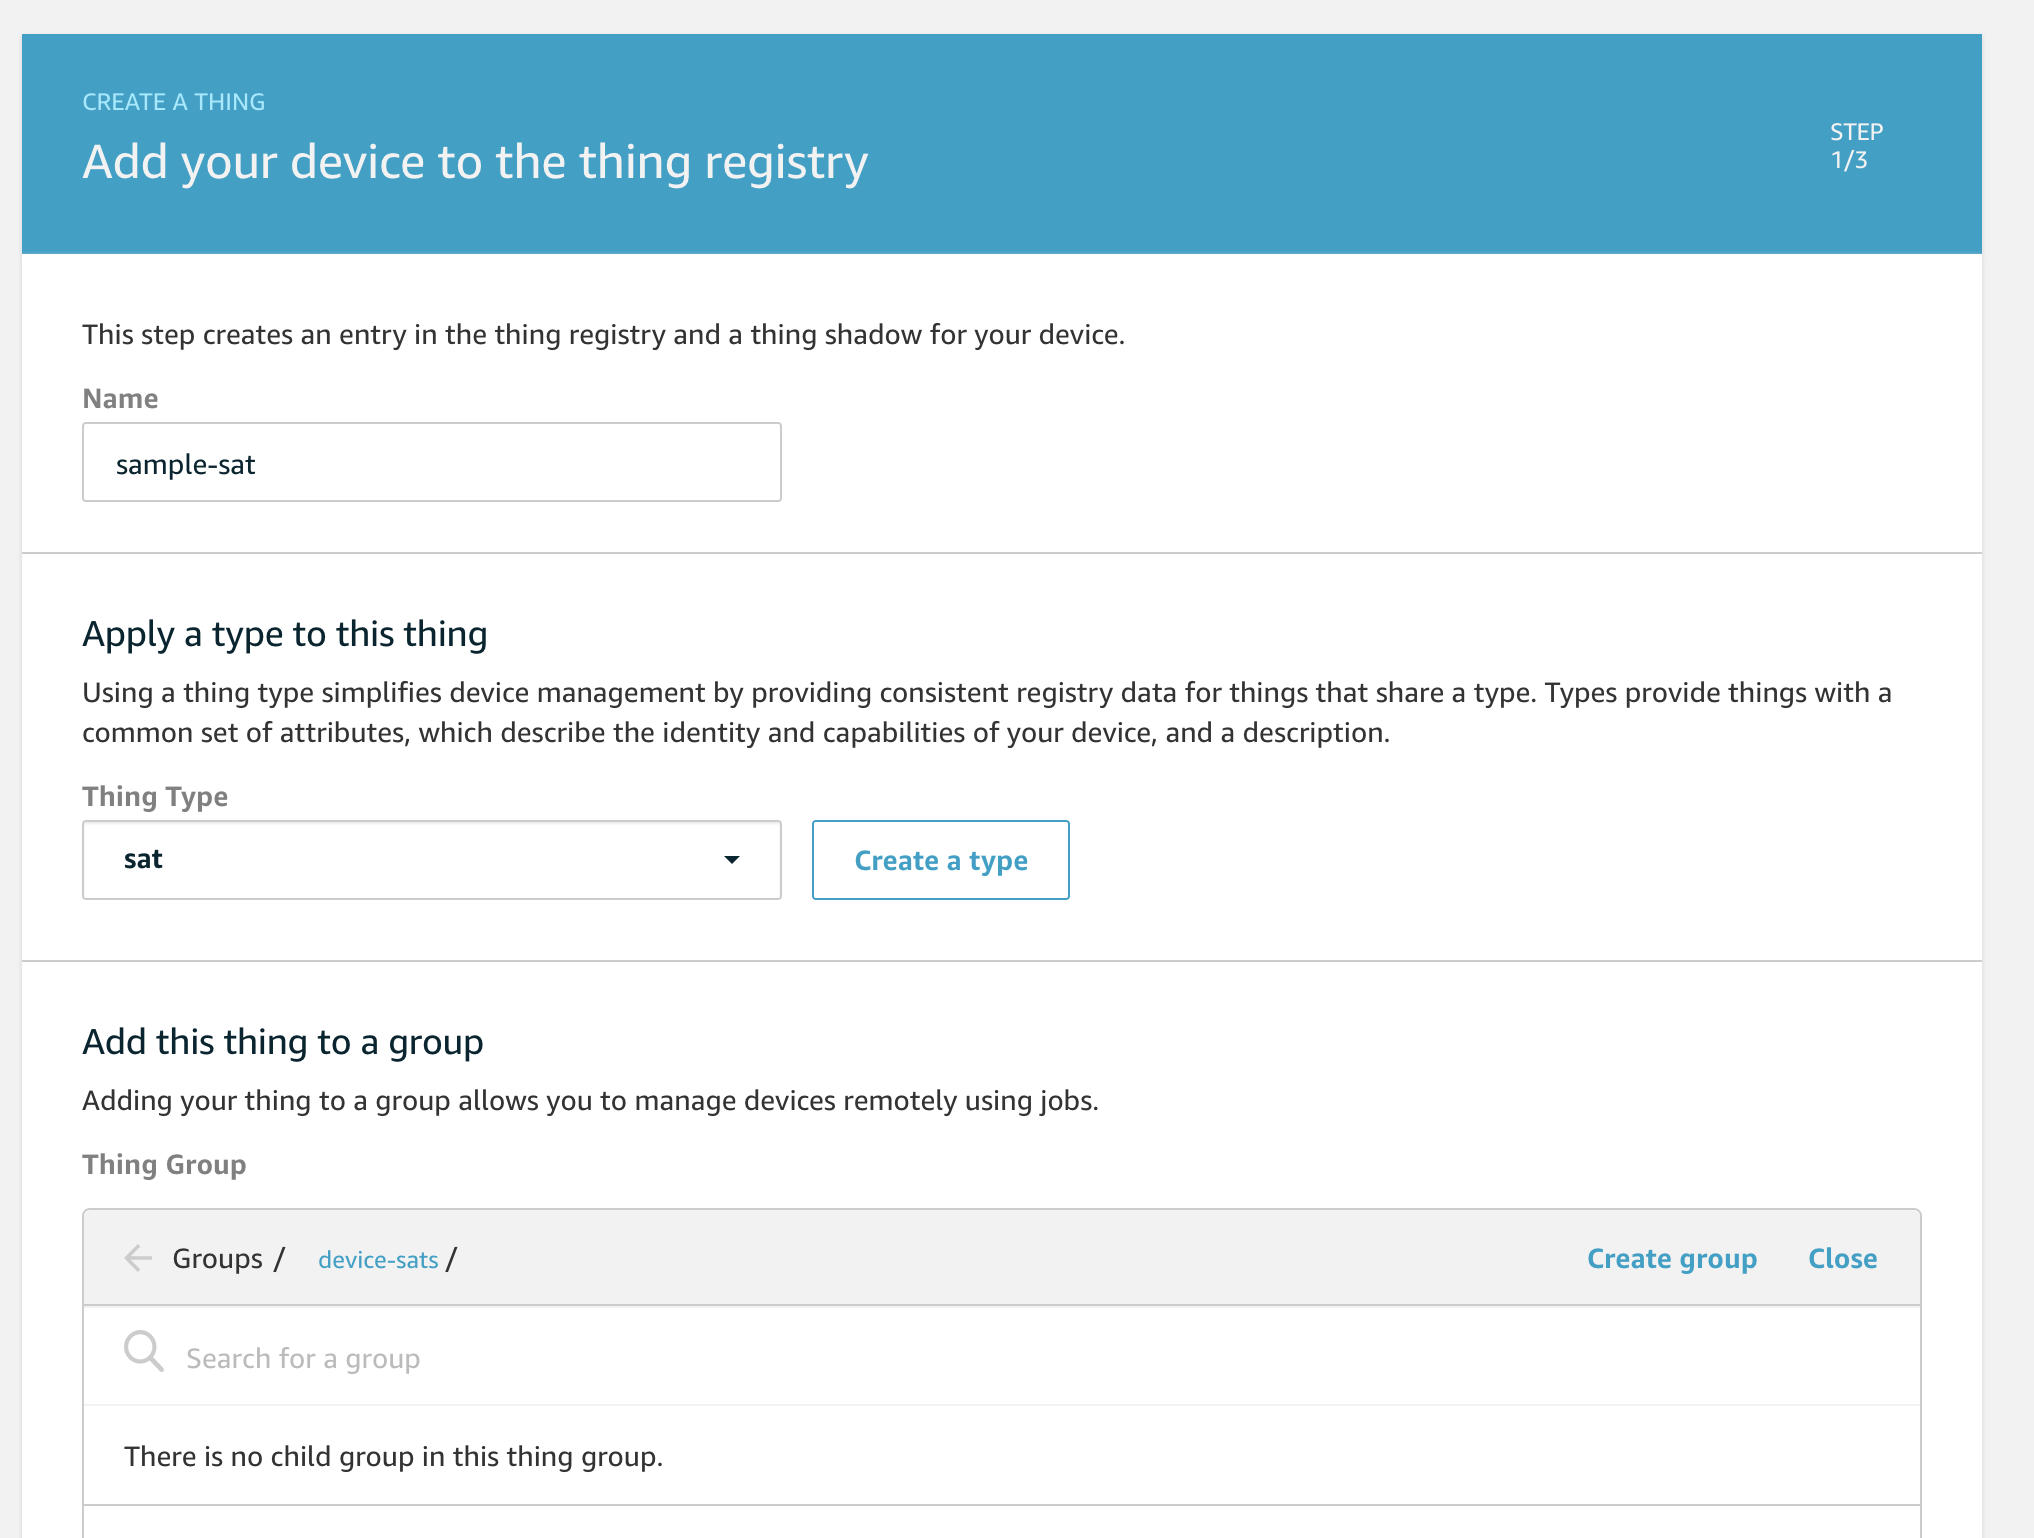 CREATE A THING
Add your device to the thing registry
STEP
1/3
This step creates an entry in the thing registry and a thing shadow for your device.
Name
sample-sat
Apply a type to this thing
Using a thing type simplifies device management by providing consistent registry data for things that share a type. Types provide things with a
common set of attributes, which describe the identity and capabilities of your device, and a description.
Thing Type
sat
Create a type
Add this thing to a group
Adding your thing to a group allows you to manage devices remotely using jobs.
Thing Group
Groups / device-sats /
Create group Close
Search for a group
There is no child group in this thing group.